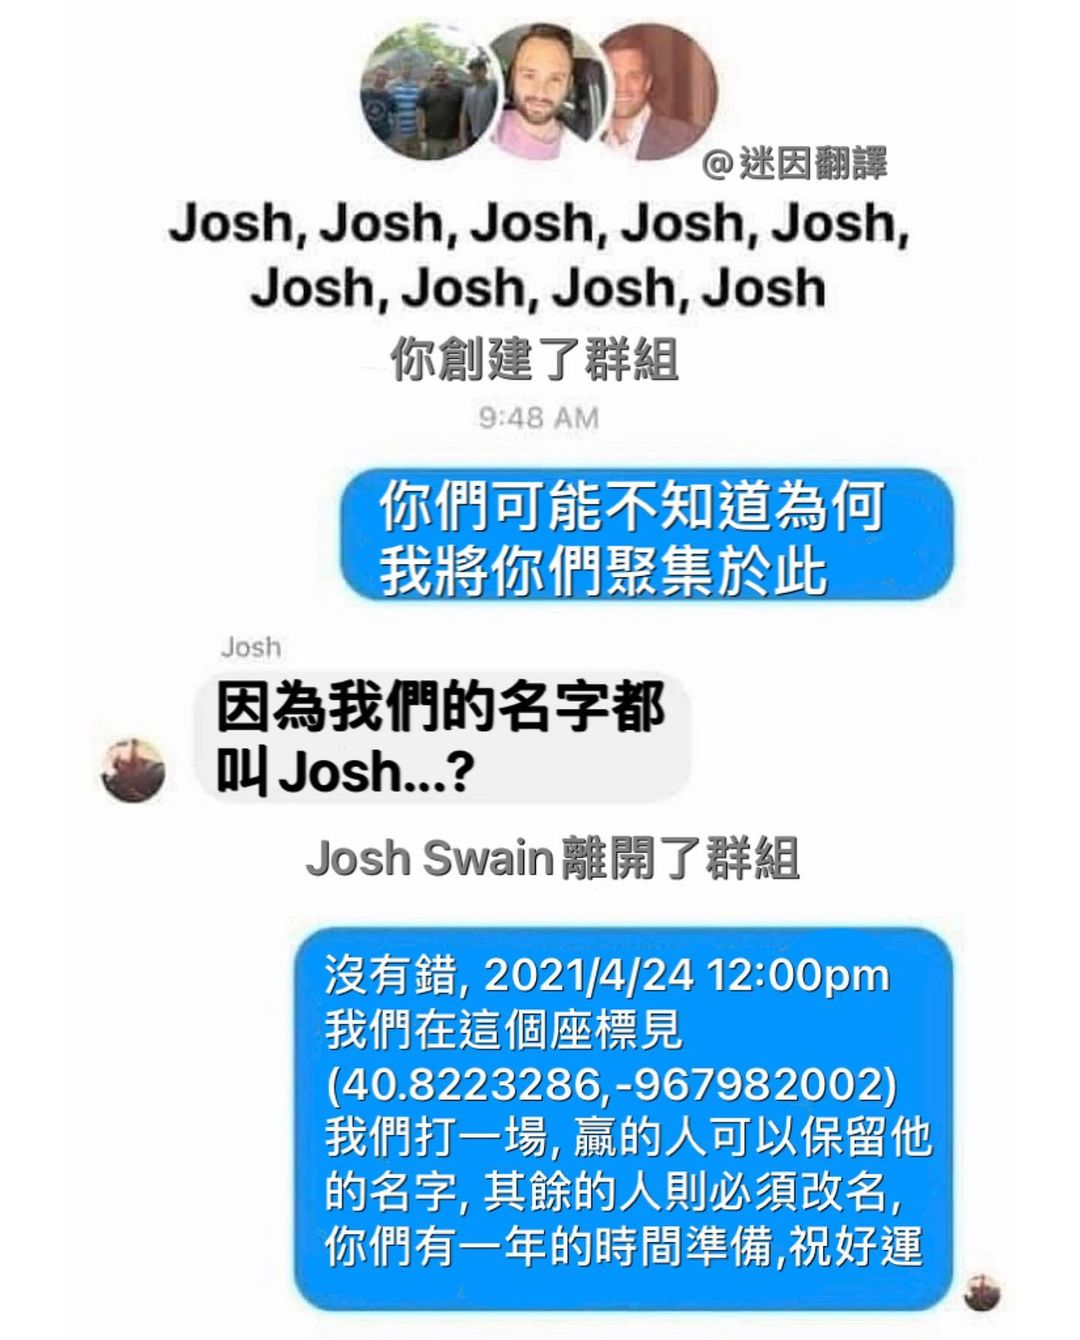 @迷因翻譯
Josh, Josh, Josh, Josh, Josh,
Josh, Josh, Josh, Josh
你創建了群組
9:48 AM
你們可能不知道為何
我將你們聚集於此
Josh
因為我們的名字都
叫Josh...?
Josh Swain離開了群組
沒有錯, 2021/4/24 12:00pm
我們在這個座標見
(40.8223286,-967982002)
我們打一場, 贏的人可以保留他
的名字, 其餘的人則必須改名,
你們有一年的時間準備,祝好運